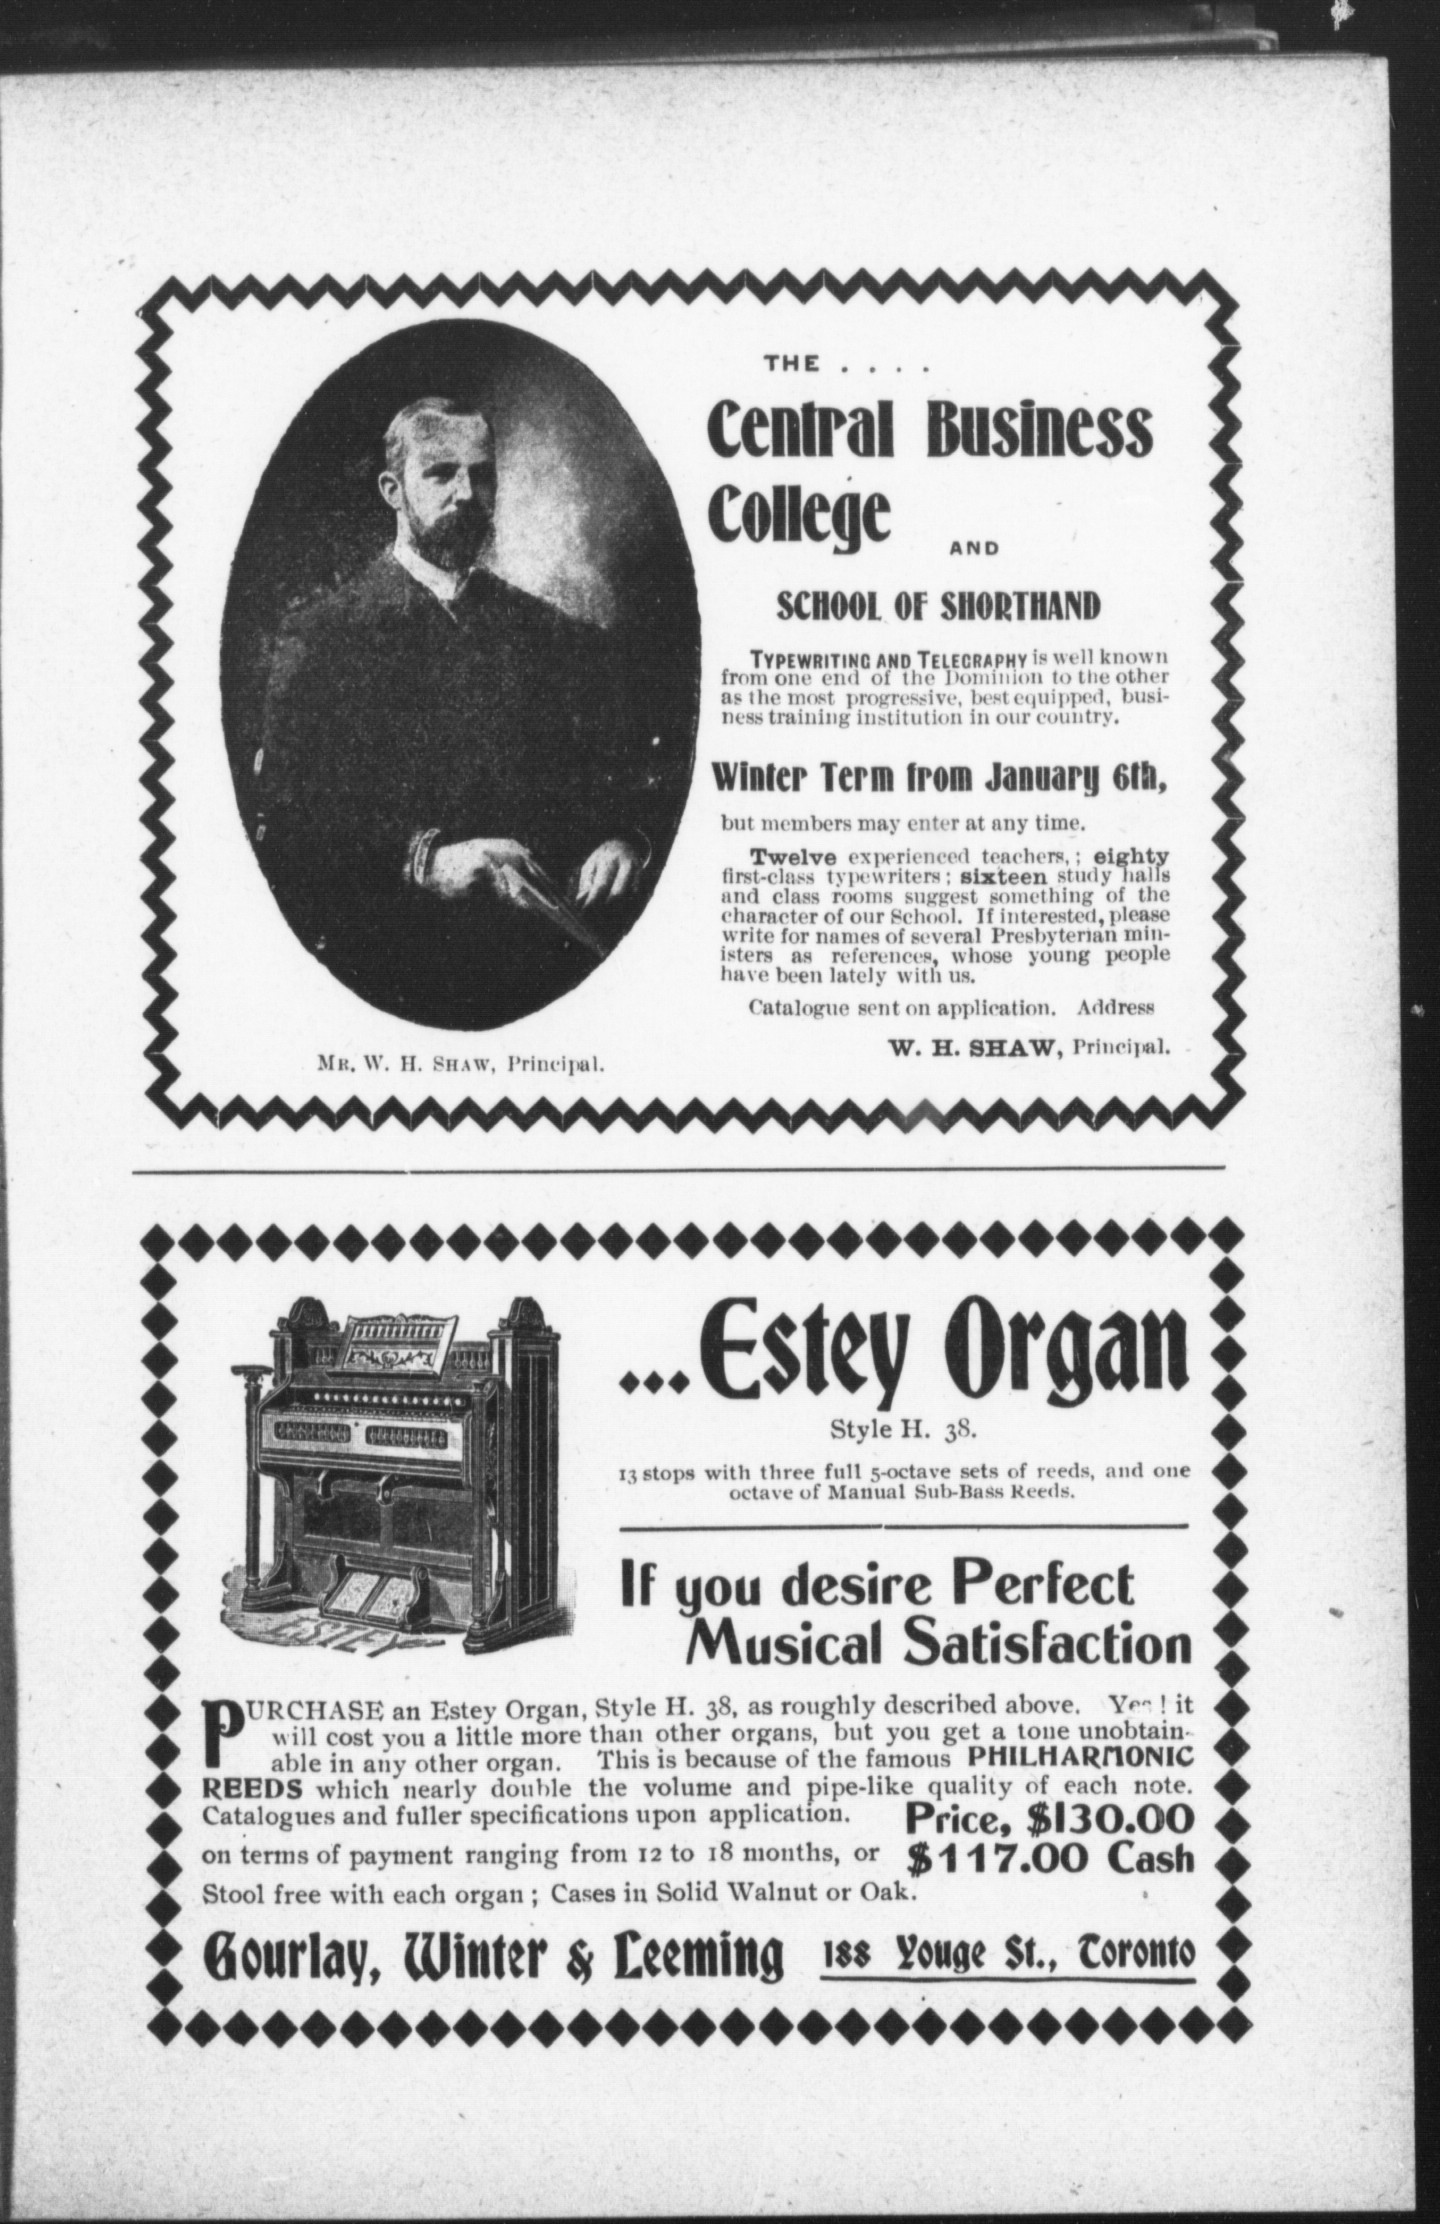 THE . . . .
Central Business
College
AND
SCHOOL OF SHORTHAND
TYPEWRITING AND TELEGRAPHY is well known
from one end of the Dominion to the other
as the most progressive, best equipped, busi-
ness training institution in our country.
Winter Term from January 6th,
but members may enter at any time.
Twelve experienced teachers, ; eighty
first-class typewriters ; sixteen study halls
and class rooms suggest something of the
character of our School. If interested, please
write for names of several Presbyterian min-
isters as references, whose young people
have been lately with us.
Catalogue sent on application. Address
W. H. SHAW, Principal.
MR. W. H. SHAW, Principal.
...Estey Organ
Style H. 38.
13 stops with three full 5-octave sets of reeds, and one
octave of Manual Sub-Bass Reeds.
If you desire Perfect
Musical Satisfaction
ESTEY
PURCHASE an Estey Organ, Style H. 38, as roughly described above. Yes ! it
will cost you a little more than other organs, but you get a tone unobtain-
able in any other organ. This is because of the famous PHILHARMONIC
REEDS which nearly double the volume and pipe-like quality of each note.
Catalogues and fuller specifications upon application. Price, $130.00
on terms of payment ranging from 12 to 18 months, or $117.00 Cash
Stool free with each organ ; Cases in Solid Walnut or Oak.
Gourlay, Winter & Leeming 188 Youge St., Toronto